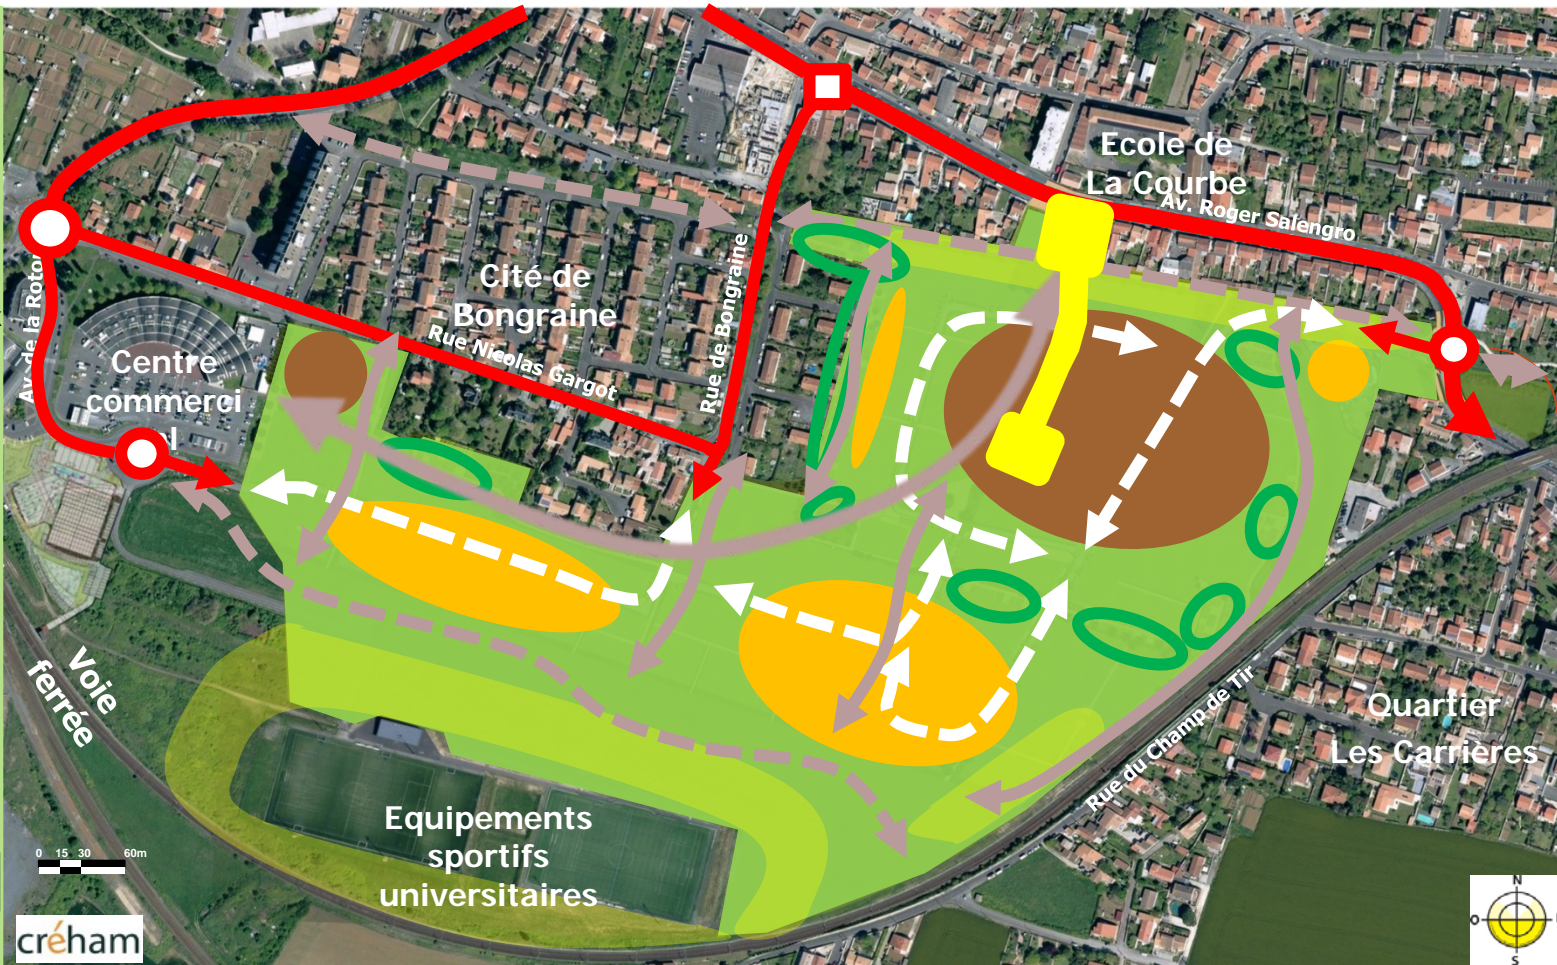 Ecole de
La Courbe
Av. Roger Salengro
Cité de
Bongraine
Rue Nicolas Gargot
Rue de Bongraine
Av. de la Roton
Centre
commerci
al
Voie
ferrée
Quartier
Les Carrières
Rue du Champ de Tir
Equipements
sportifs
universitaires
0 15 30 60m
créham
N
O
S